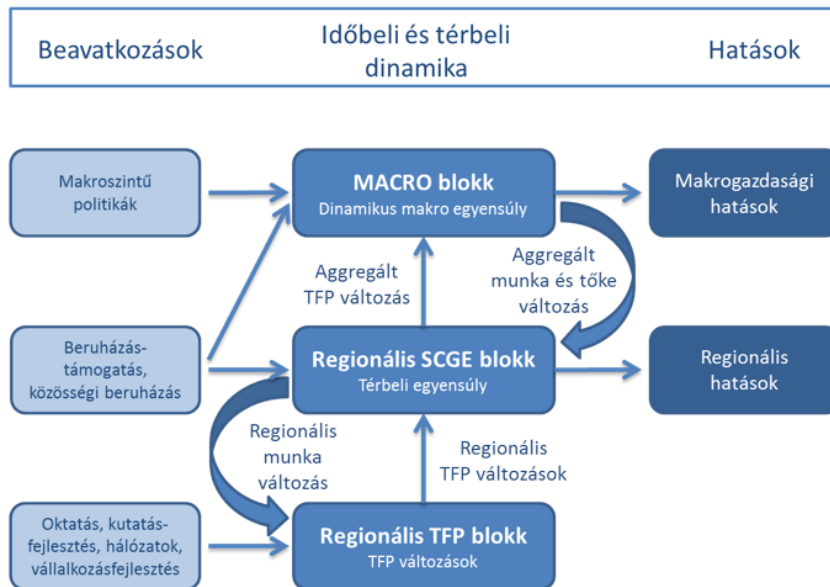 Beavatkozások
Időbeli és térbeli
dinamika
Hatások
Makroszintű
politikák
MACRO blokk
Dinamikus makro egyensúly
Makrogazdasági
hatások
Aggregált
TFP változás
Aggregált
munka és tőke
változás
Beruházás-
támogatás,
közösségi beruházás
Regionális SCGE blokk
Térbeli egyensúly
Regionális
hatások
Regionális
munka
változás
Regionális
TFP változások
Oktatás, kutatás-
fejlesztés, hálózatok,
vállalkozásfejlesztés
Regionális TFP blokk
TFP változások